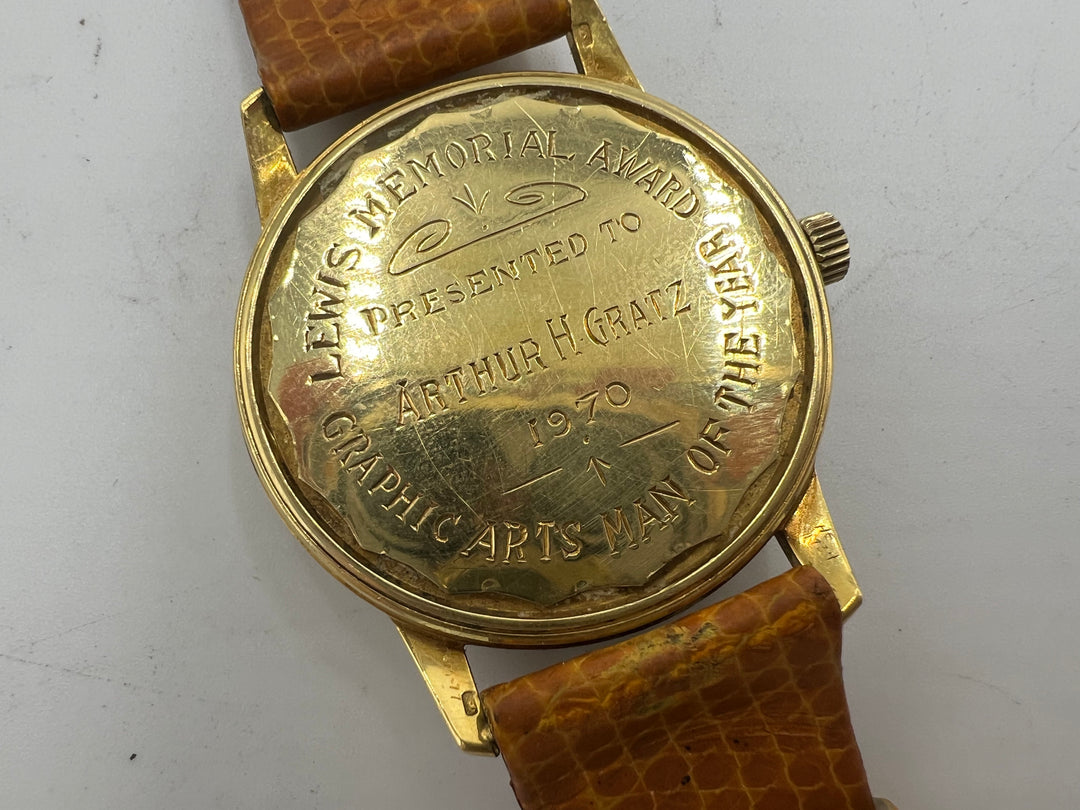 LEWIS MEMORIAL AWARD
PRESENTED TO
ARTHUR H. GRATZ
1970
GRAPHIC ARTS MAN OF THE YEAR